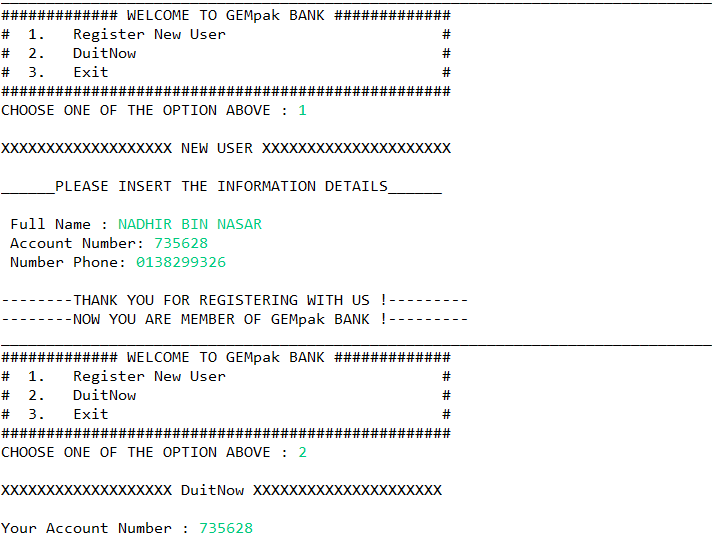 ############# WELCOME TO GEMpak BANK #############
# 1. Register New User #
# 2. DuitNow #
# 3. Exit #
##################################################
CHOOSE ONE OF THE OPTION ABOVE : 1
XXXXXXXXXXXXXXXXXXX NEW USER XXXXXXXXXXXXXXXXXXXXX
______PLEASE INSERT THE INFORMATION DETAILS______
Full Name : NADHIR BIN NASAR
Account Number: 735628
Number Phone: 0138299326
--------THANK YOU FOR REGISTERING WITH US !---------
--------NOW YOU ARE MEMBER OF GEMpak BANK !---------
_______________________________________________________________________________
############# WELCOME TO GEMpak BANK #############
# 1. Register New User #
# 2. DuitNow #
# 3. Exit #
##################################################
CHOOSE ONE OF THE OPTION ABOVE : 2
XXXXXXXXXXXXXXXXXXX DuitNow XXXXXXXXXXXXXXXXXXXXX
Your Account Number : 735628